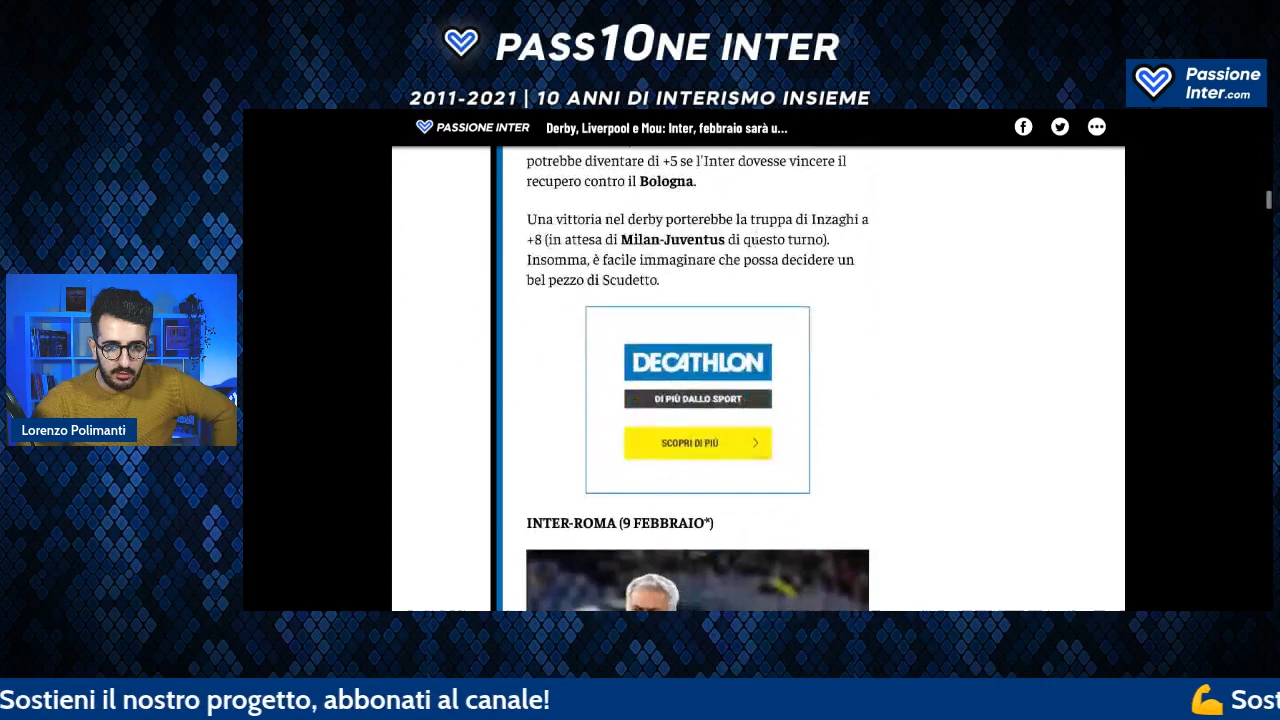 PASS10NE INTER
2011-2021 | 10 ANNI DI INTERISMO INSIEME
Passione
Inter.com
PASSIONE INTER Derby, Liverpool e Mou: Inter, febbraio sarà u...
potrebbe diventare di +5 se l'Inter dovesse vincere il
recupero contro il Bologna.
Una vittoria nel derby porterebbe la truppa di Inzaghi a
+8 (in attesa di Milan-Juventus di questo turno).
Insomma, è facile immaginare che possa decidere un
bel pezzo di Scudetto.
DECATHLON
DI PIÙ DALLO SPORT
SCOPRI DI PIÙ
INTER-ROMA (9 FEBBRAIO*)
Lorenzo Polimanti
Sostieni il nostro progetto, abbonati al canale! 💪 Sost